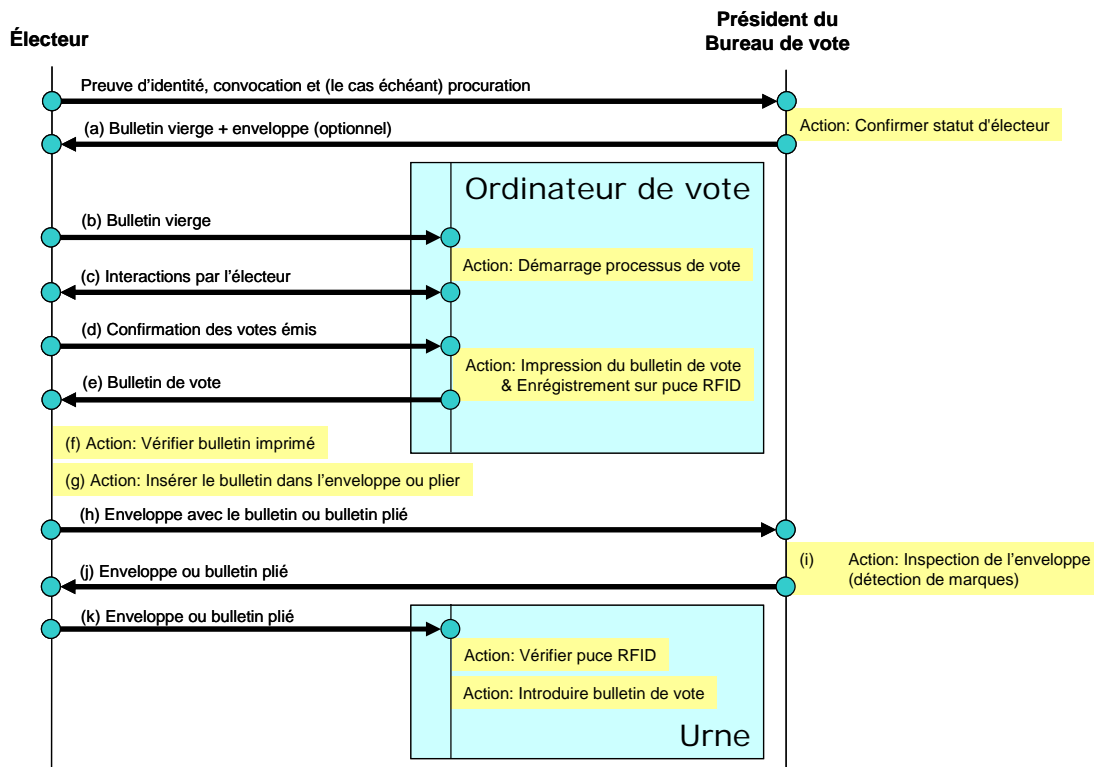 Électeur
Président du
Bureau de vote
Preuve d'identité, convocation et (le cas échéant) procuration
Action: Confirmer statut d'électeur
(a) Bulletin vierge + enveloppe (optionnel)
Ordinateur de vote
(b) Bulletin vierge
Action: Démarrage processus de vote
(c) Interactions par l'électeur
(d) Confirmation des votes émis
Action: Impression du bulletin de vote
& Enrégistrement sur puce RFID
(e) Bulletin de vote
(f) Action: Vérifier bulletin imprimé
(g) Action: Insérer le bulletin dans l'enveloppe ou plier
(h) Enveloppe avec le bulletin ou bulletin plié
(i) Action: Inspection de l'enveloppe
(détection de marques)
(j) Enveloppe ou bulletin plié
(k) Enveloppe ou bulletin plié
Action: Vérifier puce RFID
Action: Introduire bulletin de vote
Urne